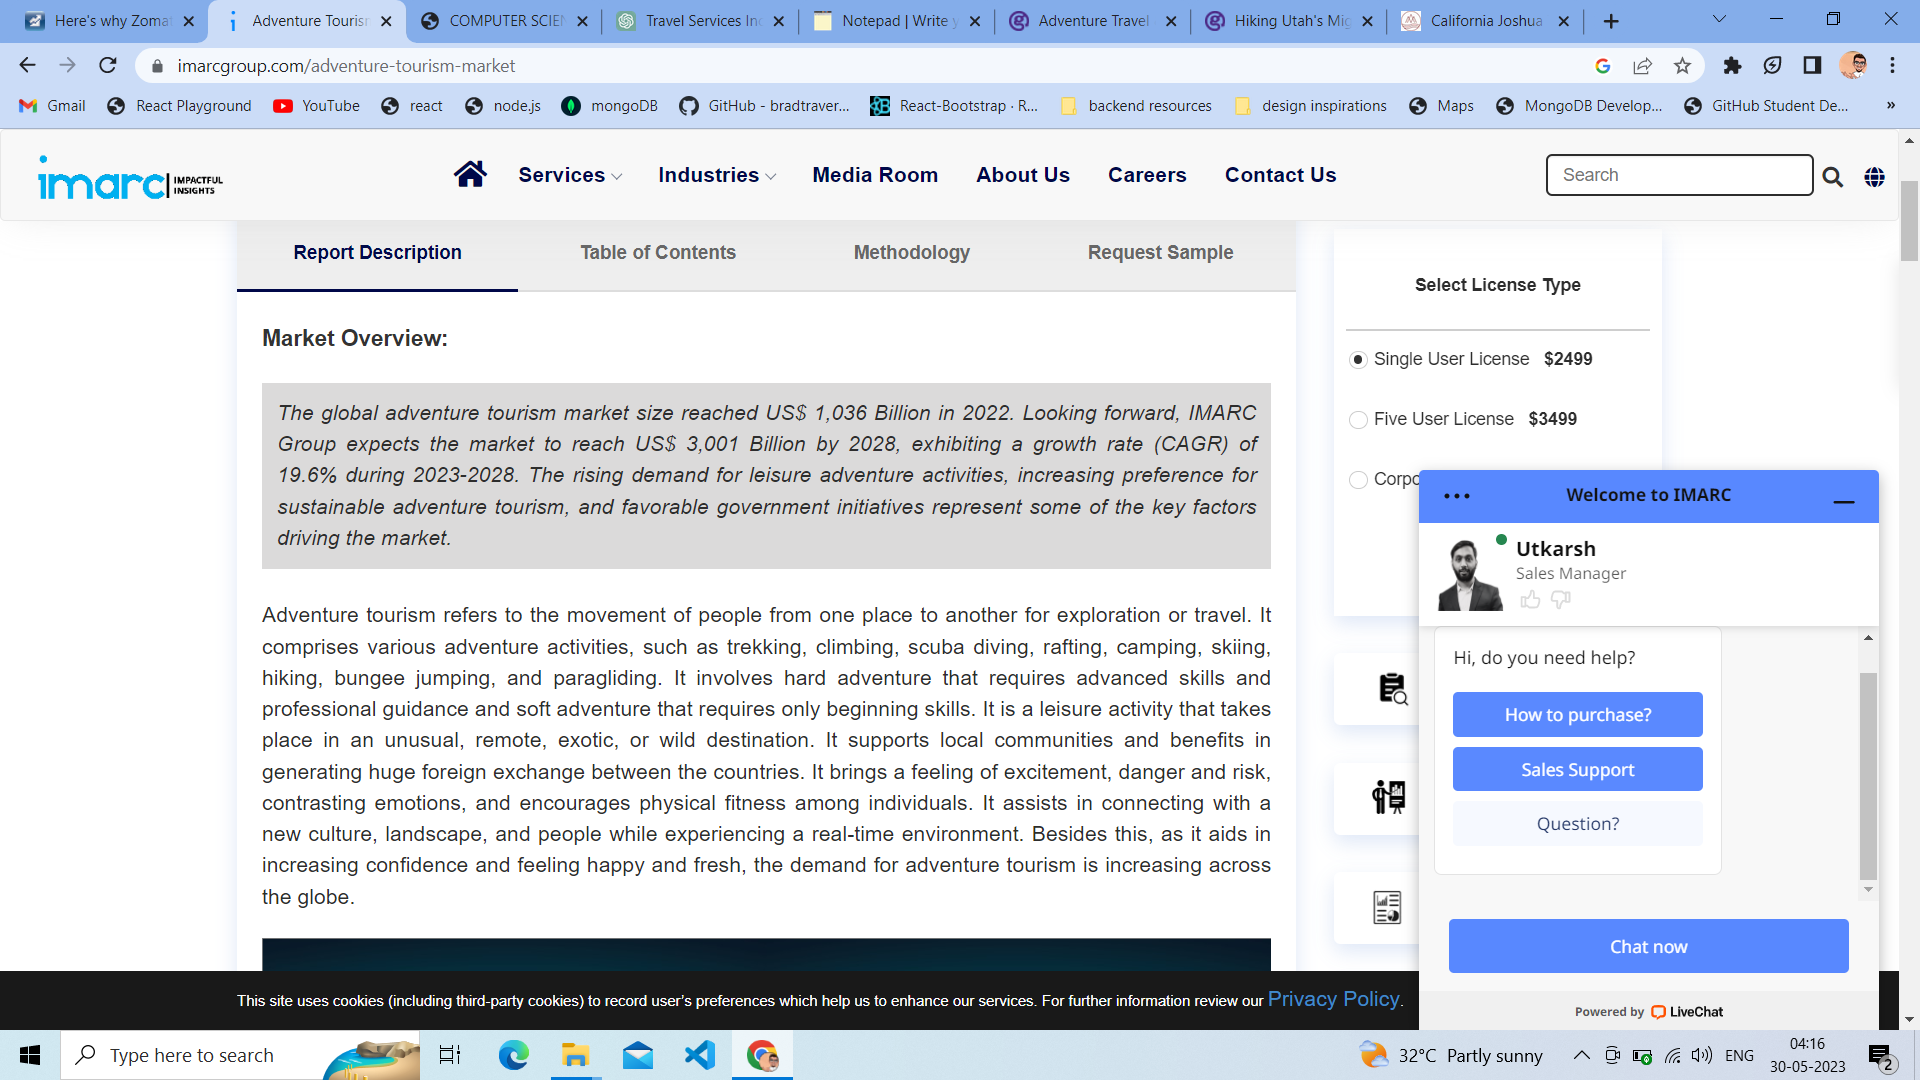 Here's why Zomat
Adventure Tourism
COMPUTER SCIEN
Travel Services Ind
Notepad | Write y
Adventure Travel
Hiking Utah's Mig
California Joshua
imarcgroup.com/adventure-tourism-market
Gmail
React Playground
YouTube
react
node.js
mongoDB
GitHub - bradtraver...
React-Bootstrap · R...
backend resources
design inspirations
Maps
MongoDB Develop...
GitHub Student De...
»
imarc IMPACTFUL
INSIGHTS
Services
Industries
Media Room
About Us
Careers
Contact Us
Search
Report Description
Table of Contents
Methodology
Request Sample
Market Overview:
The global adventure tourism market size reached US$ 1,036 Billion in 2022. Looking forward, IMARC
Group expects the market to reach US$ 3,001 Billion by 2028, exhibiting a growth rate (CAGR) of
19.6% during 2023-2028. The rising demand for leisure adventure activities, increasing preference for
sustainable adventure tourism, and favorable government initiatives represent some of the key factors
driving the market.
Adventure tourism refers to the movement of people from one place to another for exploration or travel. It
comprises various adventure activities, such as trekking, climbing, scuba diving, rafting, camping, skiing,
hiking, bungee jumping, and paragliding. It involves hard adventure that requires advanced skills and
professional guidance and soft adventure that requires only beginning skills. It is a leisure activity that takes
place in an unusual, remote, exotic, or wild destination. It supports local communities and benefits in
generating huge foreign exchange between the countries. It brings a feeling of excitement, danger and risk,
contrasting emotions, and encourages physical fitness among individuals. It assists in connecting with a
new culture, landscape, and people while experiencing a real-time environment. Besides this, as it aids in
increasing confidence and feeling happy and fresh, the demand for adventure tourism is increasing across
the globe.
Select License Type
Single User License $2499
Five User License $3499
Corpo
Welcome to IMARC
Utkarsh
Sales Manager
Hi, do you need help?
How to purchase?
Sales Support
Question?
Chat now
Powered by LiveChat
This site uses cookies (including third-party cookies) to record user's preferences which help us to enhance our services. For further information review our Privacy Policy.
Type here to search
32°C Partly sunny
ENG
04:16
30-05-2023
2